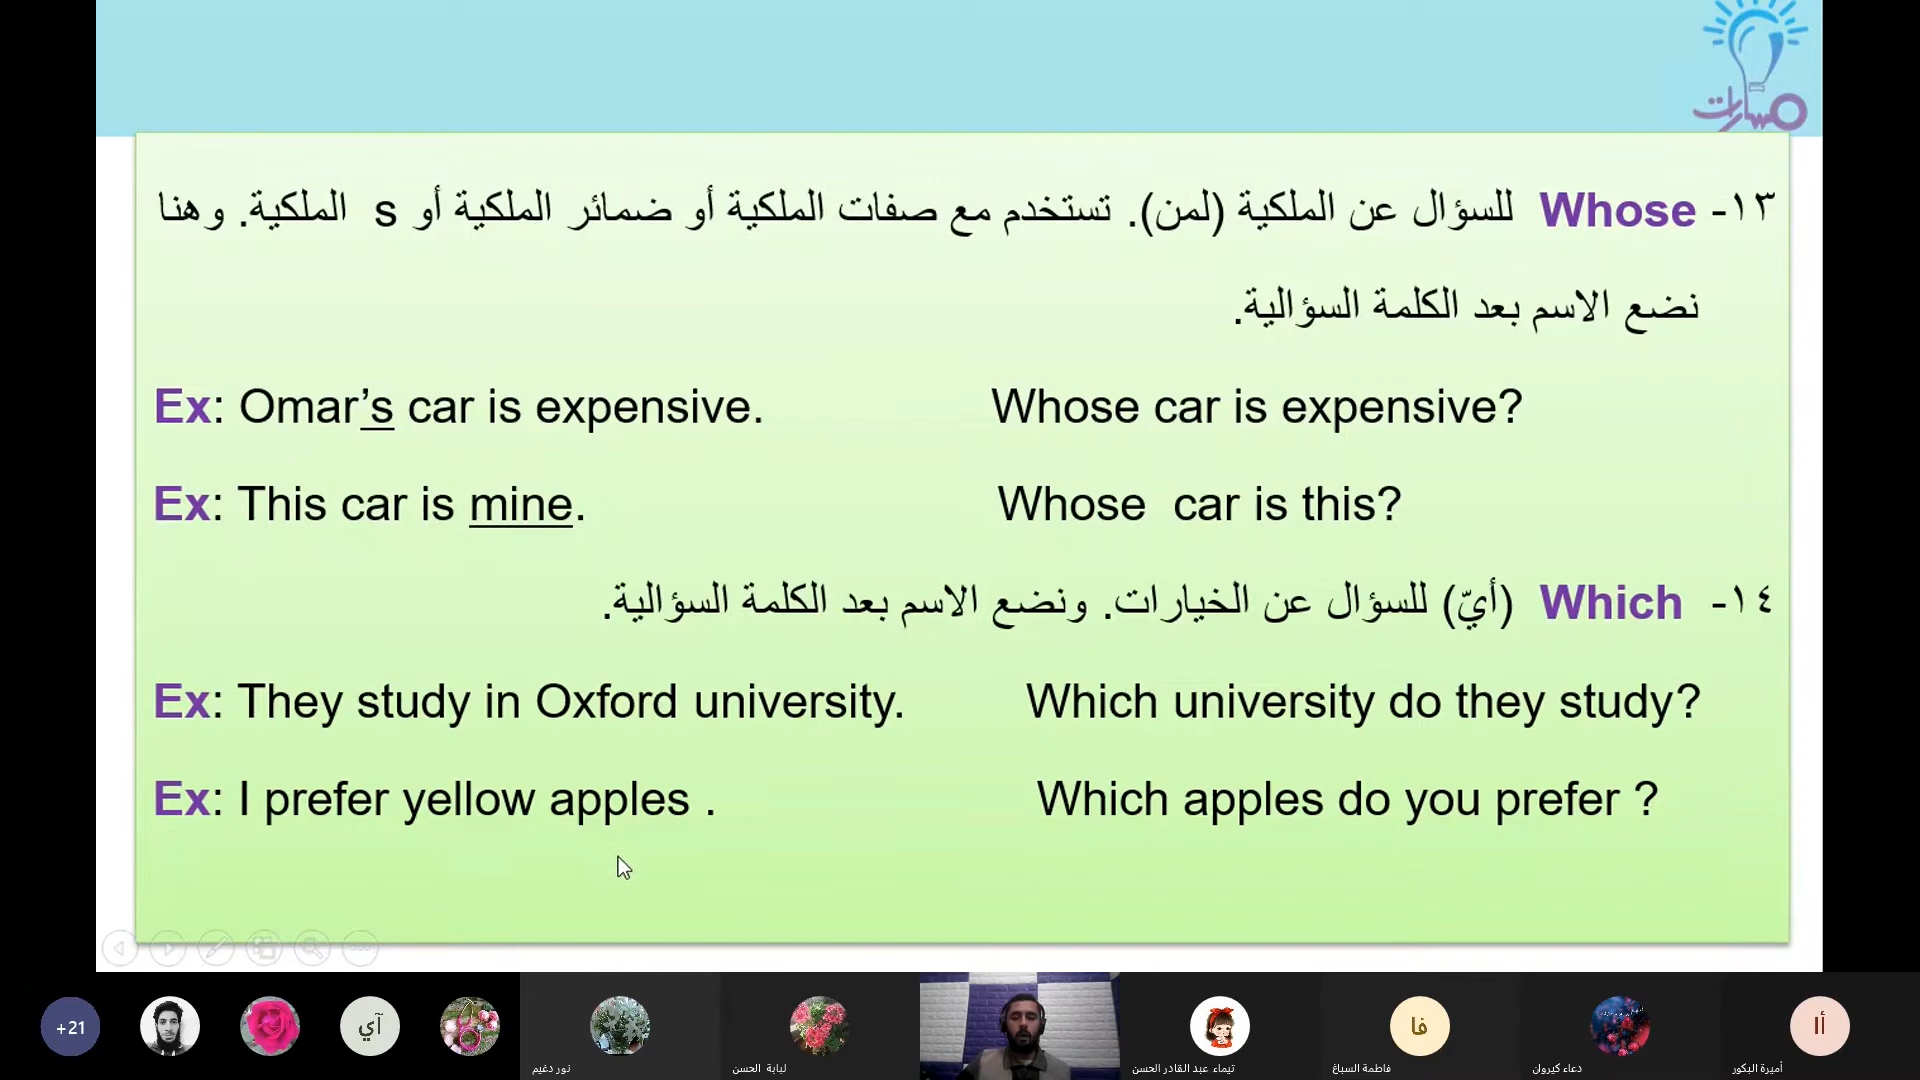 مسارات
١٣- Whose للسؤال عن الملكية (لمن). تستخدم مع صفات الملكية أو ضمائر الملكية أو s الملكية. وهنا
نضع الاسم بعد الكلمة السؤالية.
Ex: Omar’s car is expensive. Whose car is expensive?
Ex: This car is mine. Whose car is this?
١٤- Which (أيّ) للسؤال عن الخيارات. ونضع الاسم بعد الكلمة السؤالية.
Ex: They study in Oxford university. Which university do they study?
Ex: I prefer yellow apples . Which apples do you prefer ?
+21
آي
فا
أا
نور دغيم
لبابة الحسن
تيماء عبد القادر الحسن
فاطمة السباغ
دعاء كيروان
أميرة البكور